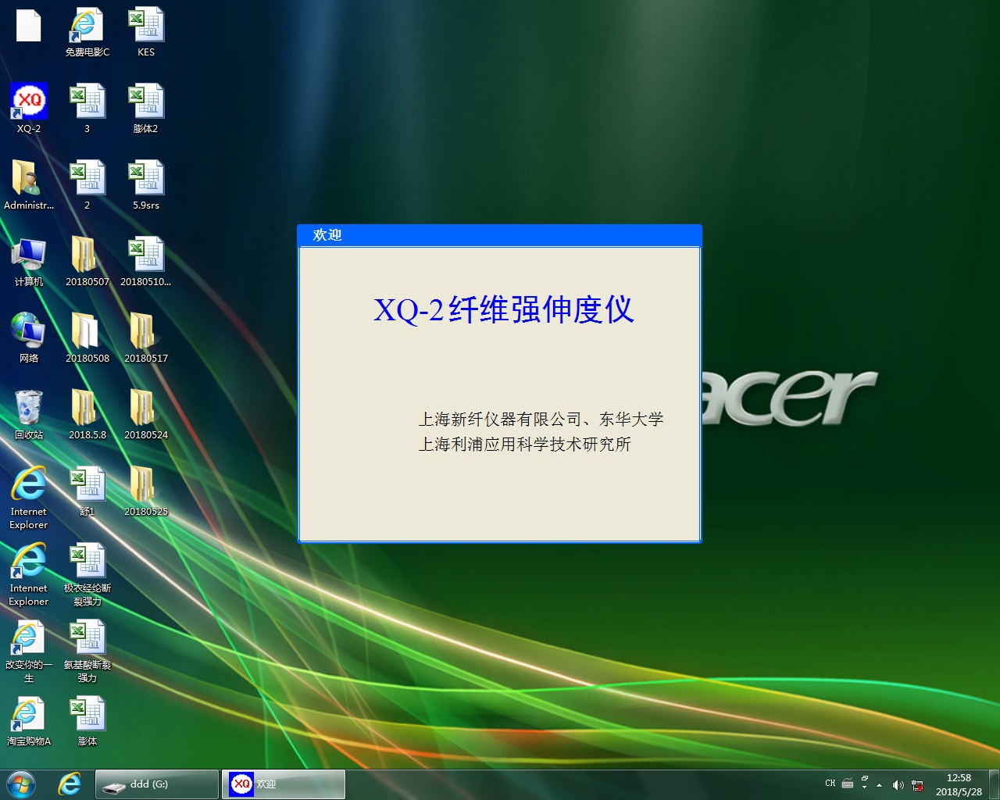 免费电影C
KES
XQ
XQ-2
3
膨体2
Administr...
2
5.9srs
计算机
20180507
20180510...
网络
20180508
20180517
回收站
2018.5.8
20180524
Internet
Explorer
舒1
20180525
Internet
Exploner
极衣经纶断
裂强力
改变你的一
生
氨基酸断裂
强力
淘宝购物A
膨体
欢迎
XQ-2纤维强伸度仪
上海新纤仪器有限公司、东华大学
上海利浦应用科学技术研究所
acer
ddd (G:)
XQ
欢迎
CH
12:58
2018/5/28